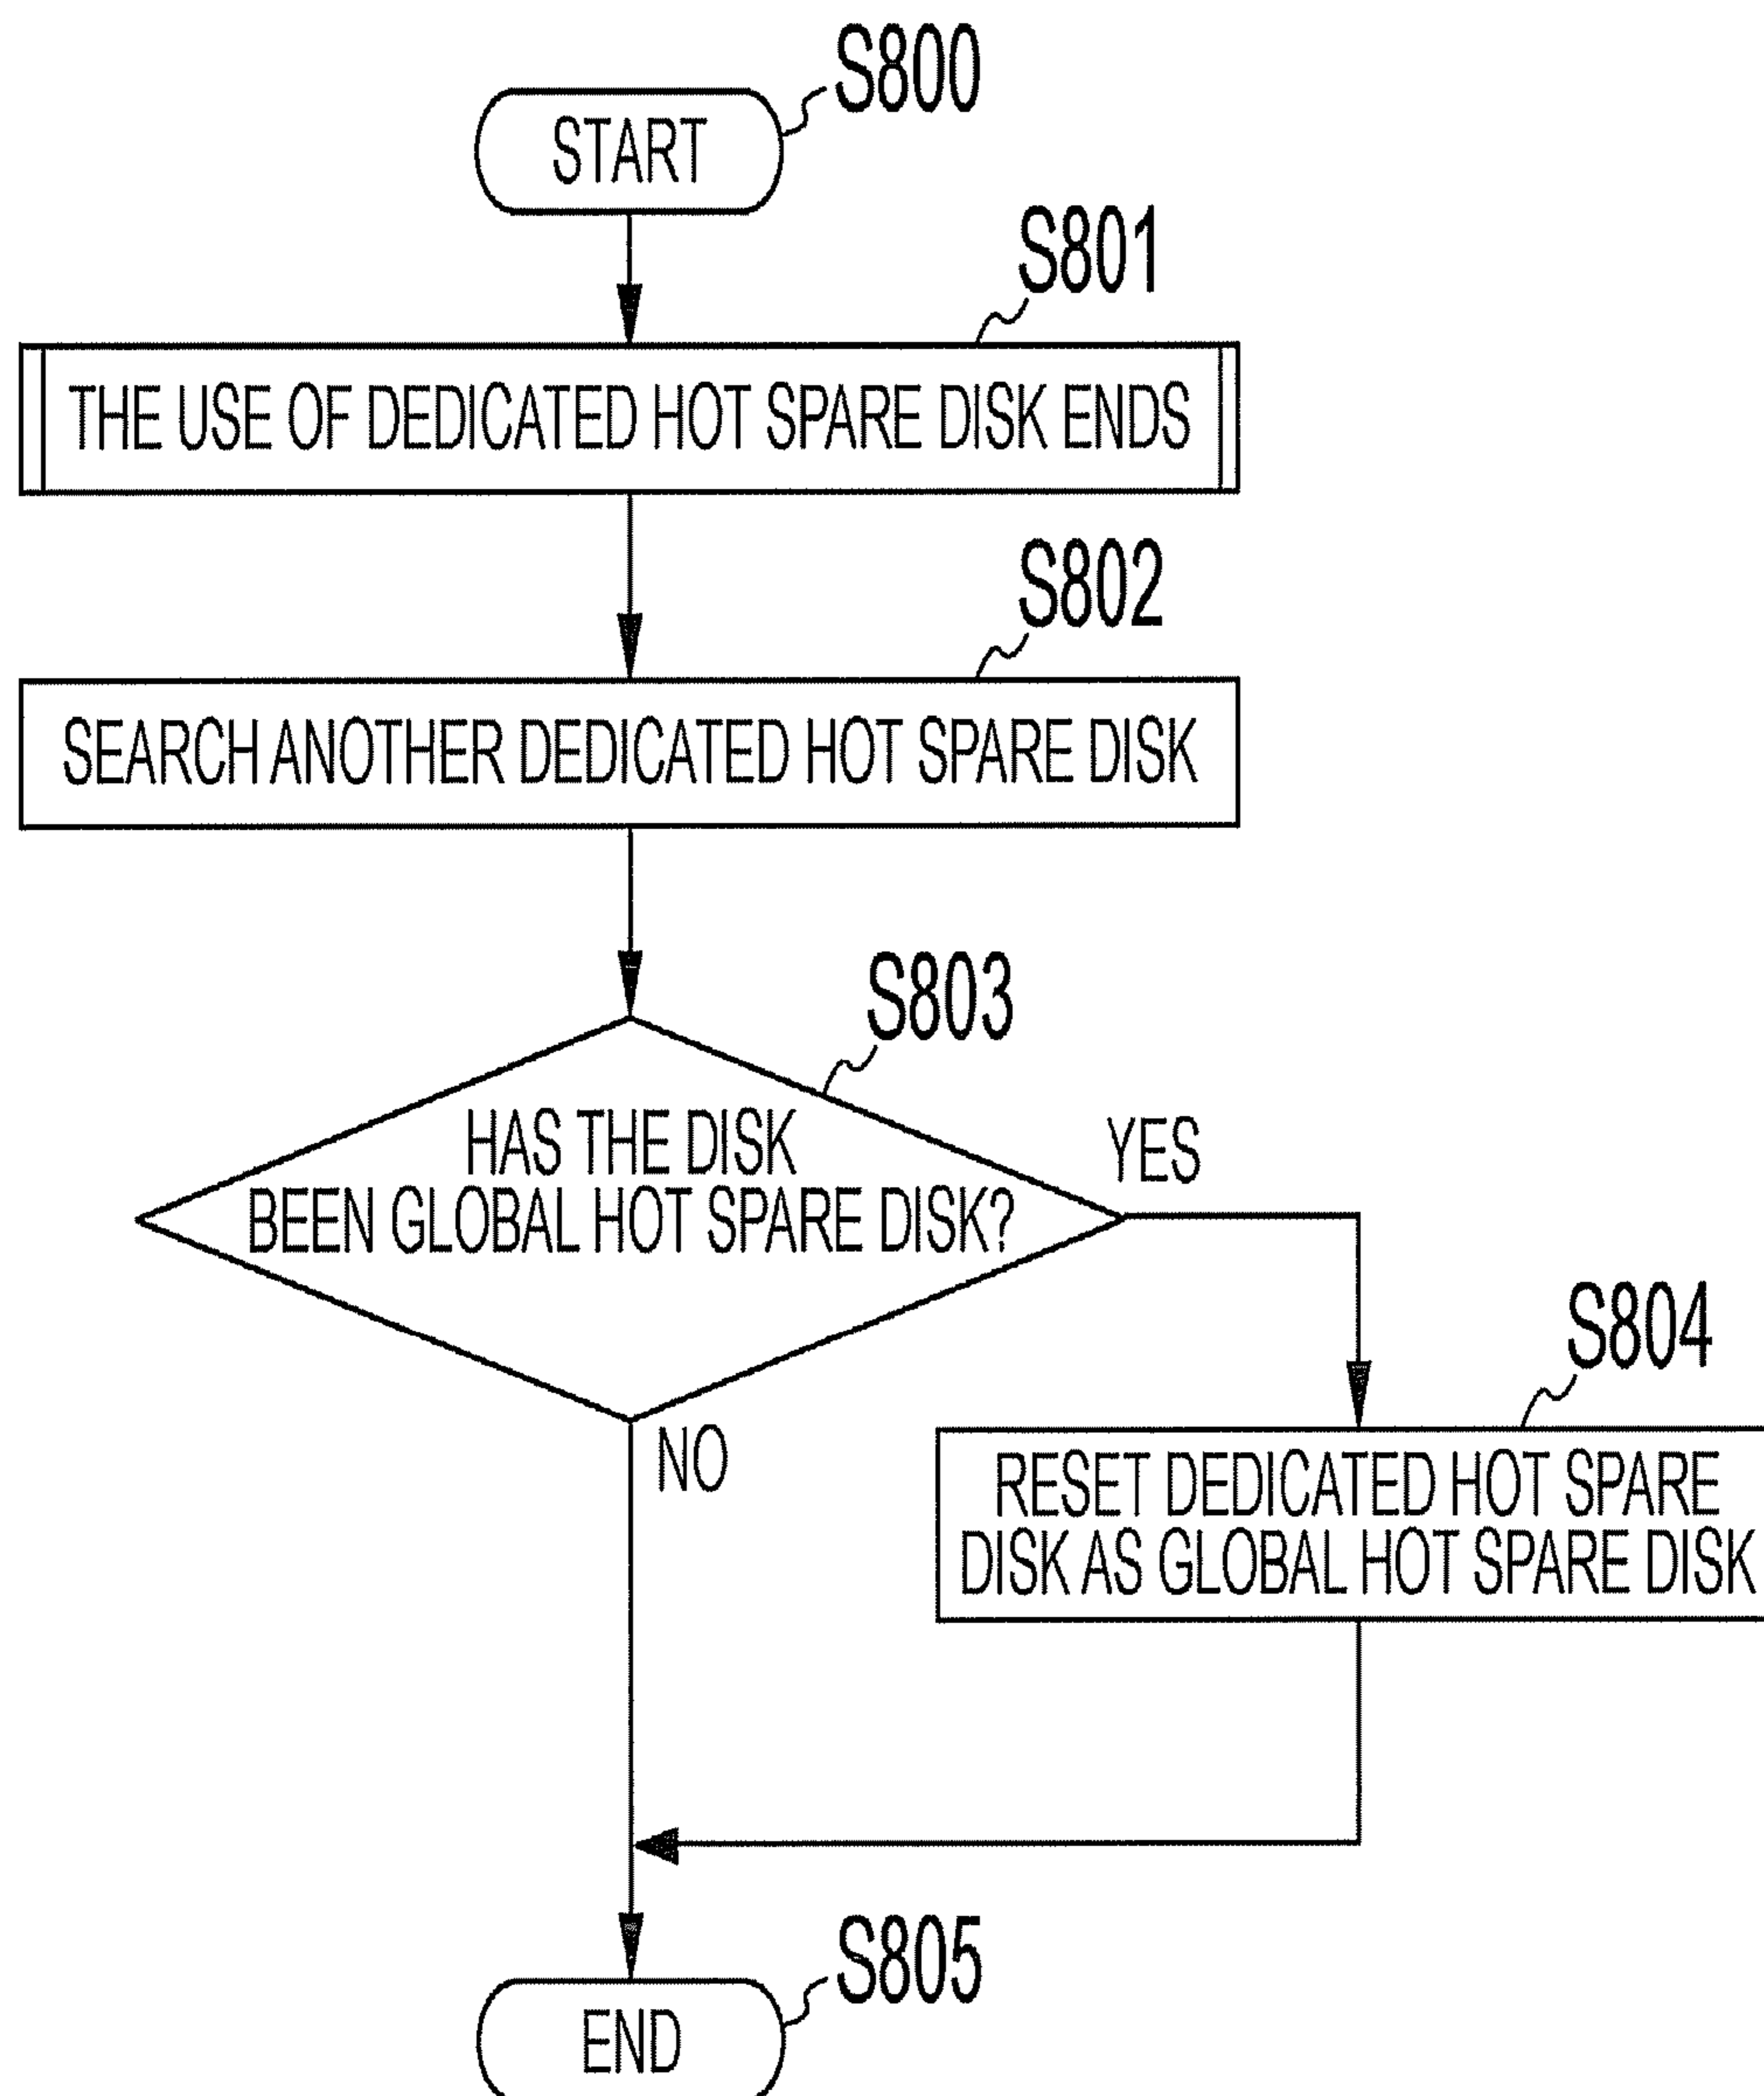 S800
START
S801
THE USE OF DEDICATED HOT SPARE DISK ENDS
S802
SEARCH ANOTHER DEDICATED HOT SPARE DISK
S803
HAS THE DISK
BEEN GLOBAL HOT SPARE DISK?
YES
NO
S804
RESET DEDICATED HOT SPARE
DISK AS GLOBAL HOT SPARE DISK
S805
END